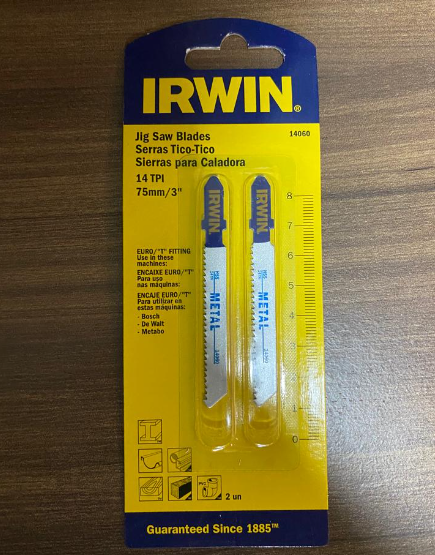 IRWIN®
Jig Saw Blades
14060
Serras Tico-Tico
Sierras para Caladora
14 TPI
75mm/3"
EURO/"T" FITTING
Use in these
machines:
ENCAIXE EURO/"T"
Para uso
nas máquinas:
ENCAJE EURO/"T"
Para utilizar en
estas máquinas:
- Bosch
- De Walt
- Metabo
IRWIN
METAL
IRWIN
METAL
8
7
6
5
4
3
2
1
0
PVC
2 un
Guaranteed Since 1885™